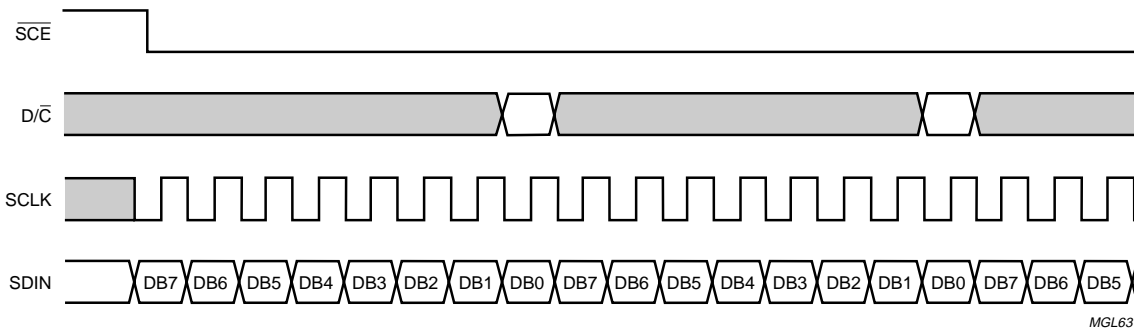 S̅C̅E̅
D/C̅
SCLK
SDIN DB7 DB6 DB5 DB4 DB3 DB2 DB1 DB0 DB7 DB6 DB5 DB4 DB3 DB2 DB1 DB0 DB7 DB6 DB5
MGL63